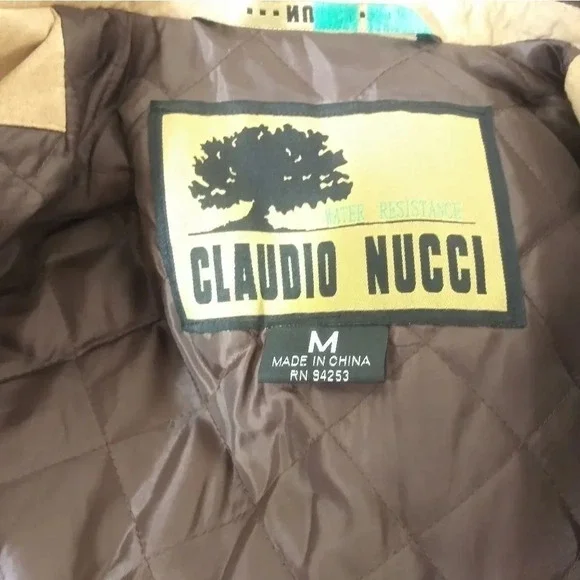 WATER RESISTANCE
CLAUDIO NUCCI
M
MADE IN CHINA
RN 94253